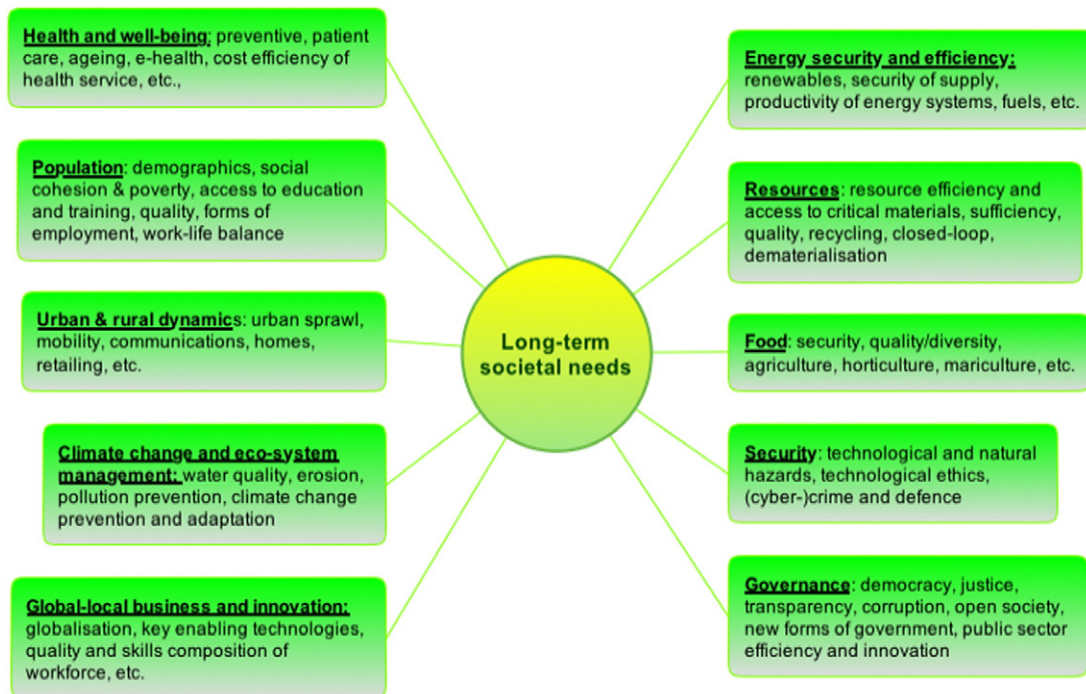 Health and well-being: preventive, patient
care, ageing, e-health, cost efficiency of
health service, etc.,
Population: demographics, social
cohesion & poverty, access to education
and training, quality, forms of
employment, work-life balance
Urban & rural dynamics: urban sprawl,
mobility, communications, homes,
retailing, etc.
Climate change and eco-system
management: water quality, erosion,
pollution prevention, climate change
prevention and adaptation
Global-local business and innovation:
globalisation, key enabling technologies,
quality and skills composition of
workforce, etc.
Long-term
societal needs
Energy security and efficiency:
renewables, security of supply,
productivity of energy systems, fuels, etc.
Resources: resource efficiency and
access to critical materials, sufficiency,
quality, recycling, closed-loop,
dematerialisation
Food: security, quality/diversity,
agriculture, horticulture, mariculture, etc.
Security: technological and natural
hazards, technological ethics,
(cyber-)crime and defence
Governance: democracy, justice,
transparency, corruption, open society,
new forms of government, public sector
efficiency and innovation